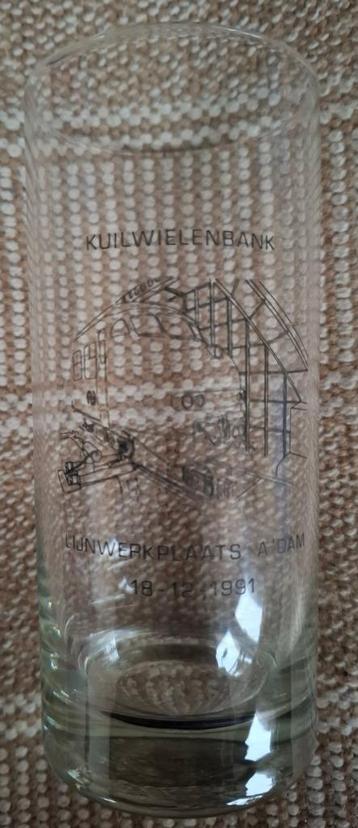 KUILWIELENBANK
LIJNWERKPLAATS A'DAM
18.12.1991